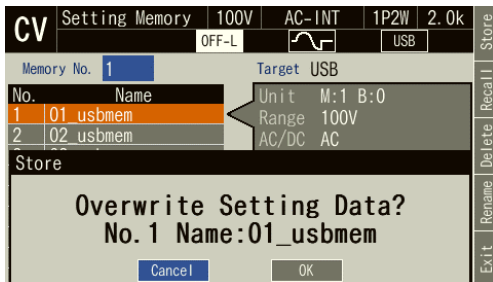 CV Setting Memory 100V AC-INT 1P2W 2.0k
OFF-L USB
Memory No. 1 Target USB
No. Name
1 01_usbmem
2 02_usbmem
Unit M:1 B:0
Range 100V
AC/DC AC
Store
Overwrite Setting Data?
No.1 Name:01_usbmem
Cancel OK
Store
Recall
Delete
Rename
Exit